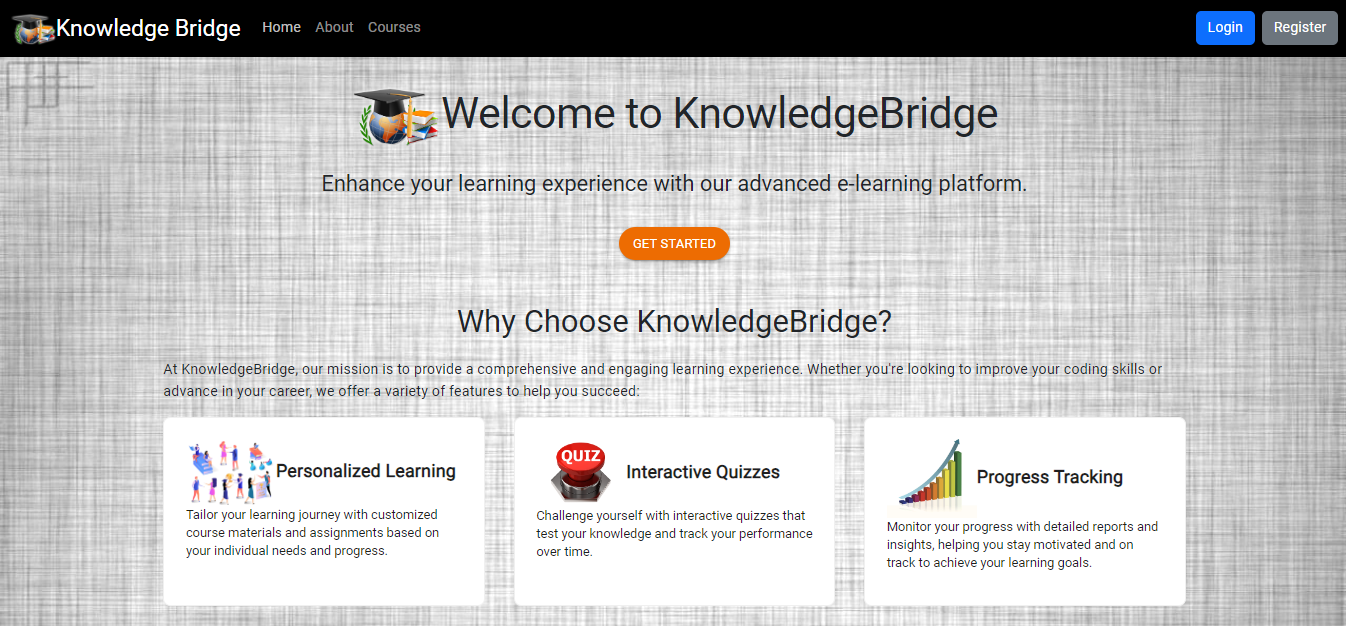 Knowledge Bridge Home About Courses Login Register
Welcome to KnowledgeBridge
Enhance your learning experience with our advanced e-learning platform.
GET STARTED
Why Choose KnowledgeBridge?
At KnowledgeBridge, our mission is to provide a comprehensive and engaging learning experience. Whether you're looking to improve your coding skills or
advance in your career, we offer a variety of features to help you succeed:
Personalized Learning
Tailor your learning journey with customized
course materials and assignments based on
your individual needs and progress.
QUIZ
Interactive Quizzes
Challenge yourself with interactive quizzes that
test your knowledge and track your performance
over time.
Progress Tracking
Monitor your progress with detailed reports and
insights, helping you stay motivated and on
track to achieve your learning goals.